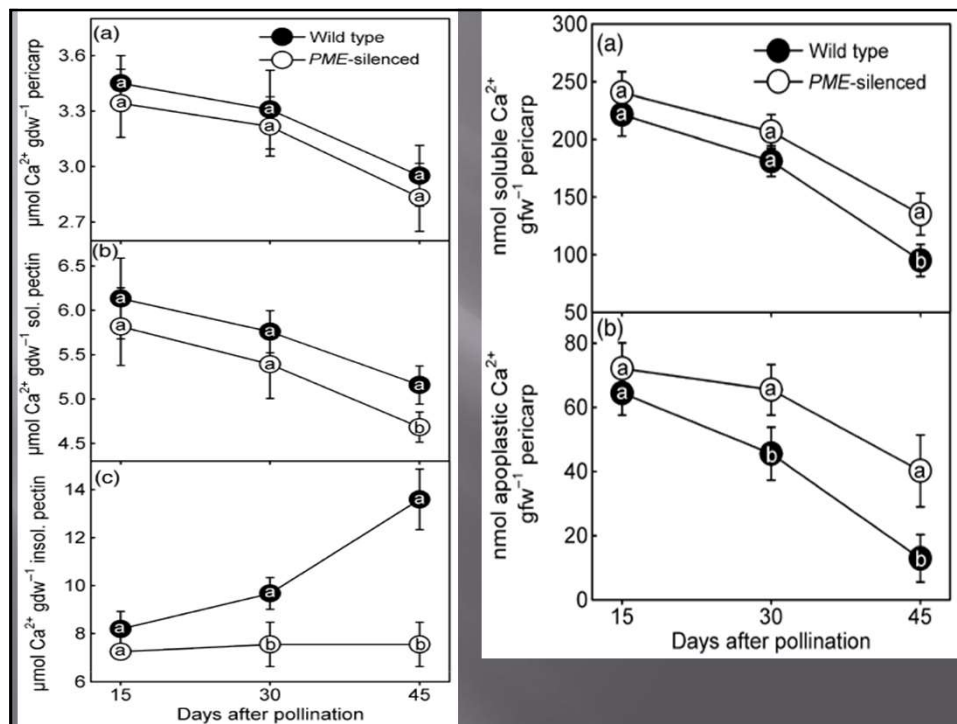 (a)
Wild type
PME-silenced
3.6
3.3
3.0
2.7
µmol Ca²⁺ gdw⁻¹ pericarp
a
a
a
a
a
a
(b)
6.5
6.0
5.5
5.0
4.5
µmol Ca²⁺ gdw⁻¹ sol. pectin
a
a
a
a
a
b
(c)
14
12
10
8
6
µmol Ca²⁺ gdw⁻¹ insol. pectin
a
a
a
b
a
b
15 30 45
Days after pollination
(a)
Wild type
PME-silenced
300
250
200
150
100
50
nmol soluble Ca²⁺
gfw⁻¹ pericarp
a
a
a
a
a
b
(b)
80
60
40
20
0
nmol apoplastic Ca²⁺
gfw⁻¹ pericarp
a
a
a
b
a
b
15 30 45
Days after pollination